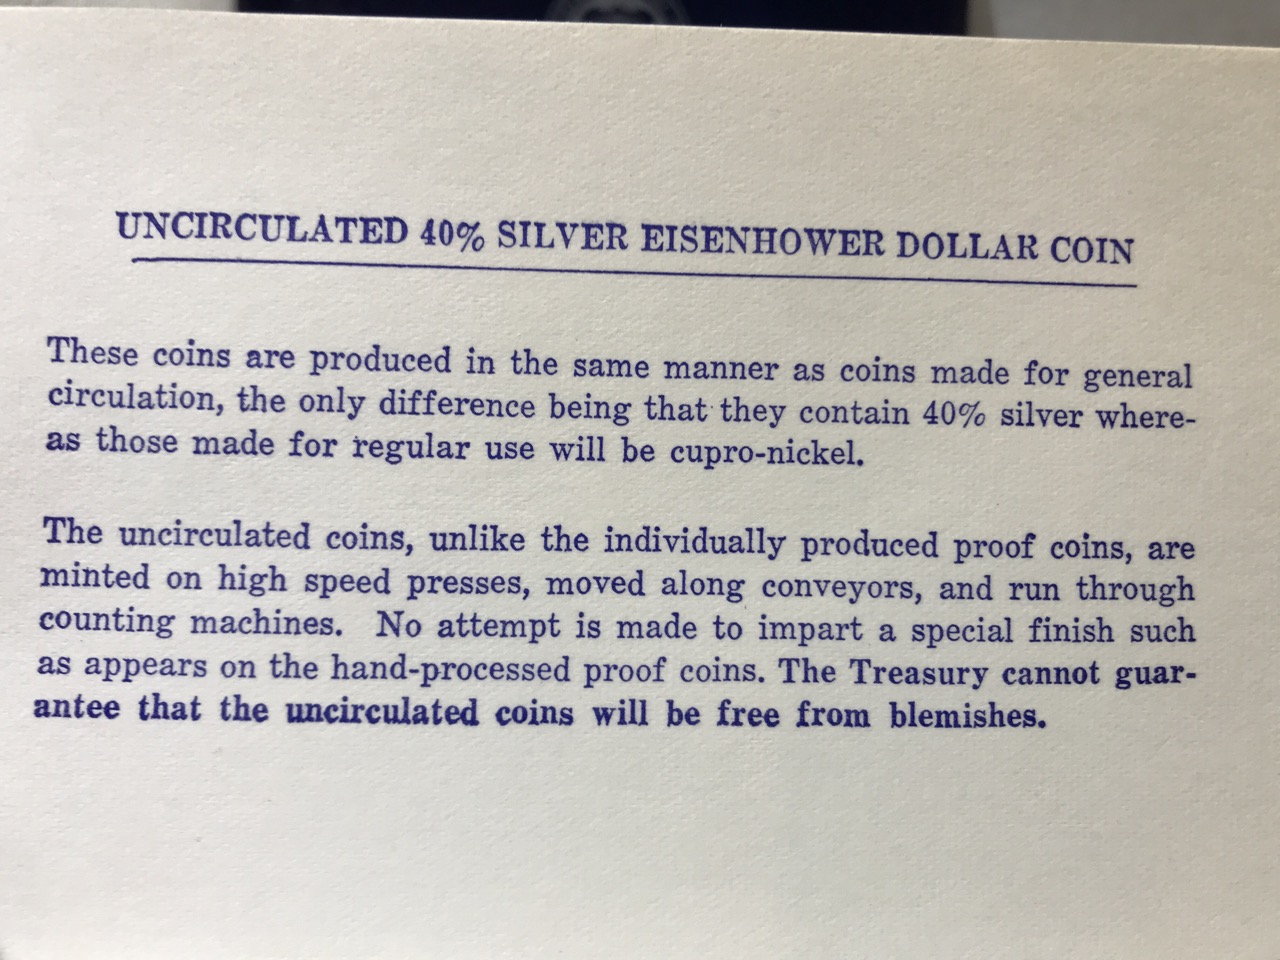 UNCIRCULATED 40% SILVER EISENHOWER DOLLAR COIN
These coins are produced in the same manner as coins made for general
circulation, the only difference being that they contain 40% silver where-
as those made for regular use will be cupro-nickel.
The uncirculated coins, unlike the individually produced proof coins, are
minted on high speed presses, moved along conveyors, and run through
counting machines. No attempt is made to impart a special finish such
as appears on the hand-processed proof coins. The Treasury cannot guar-
antee that the uncirculated coins will be free from blemishes.